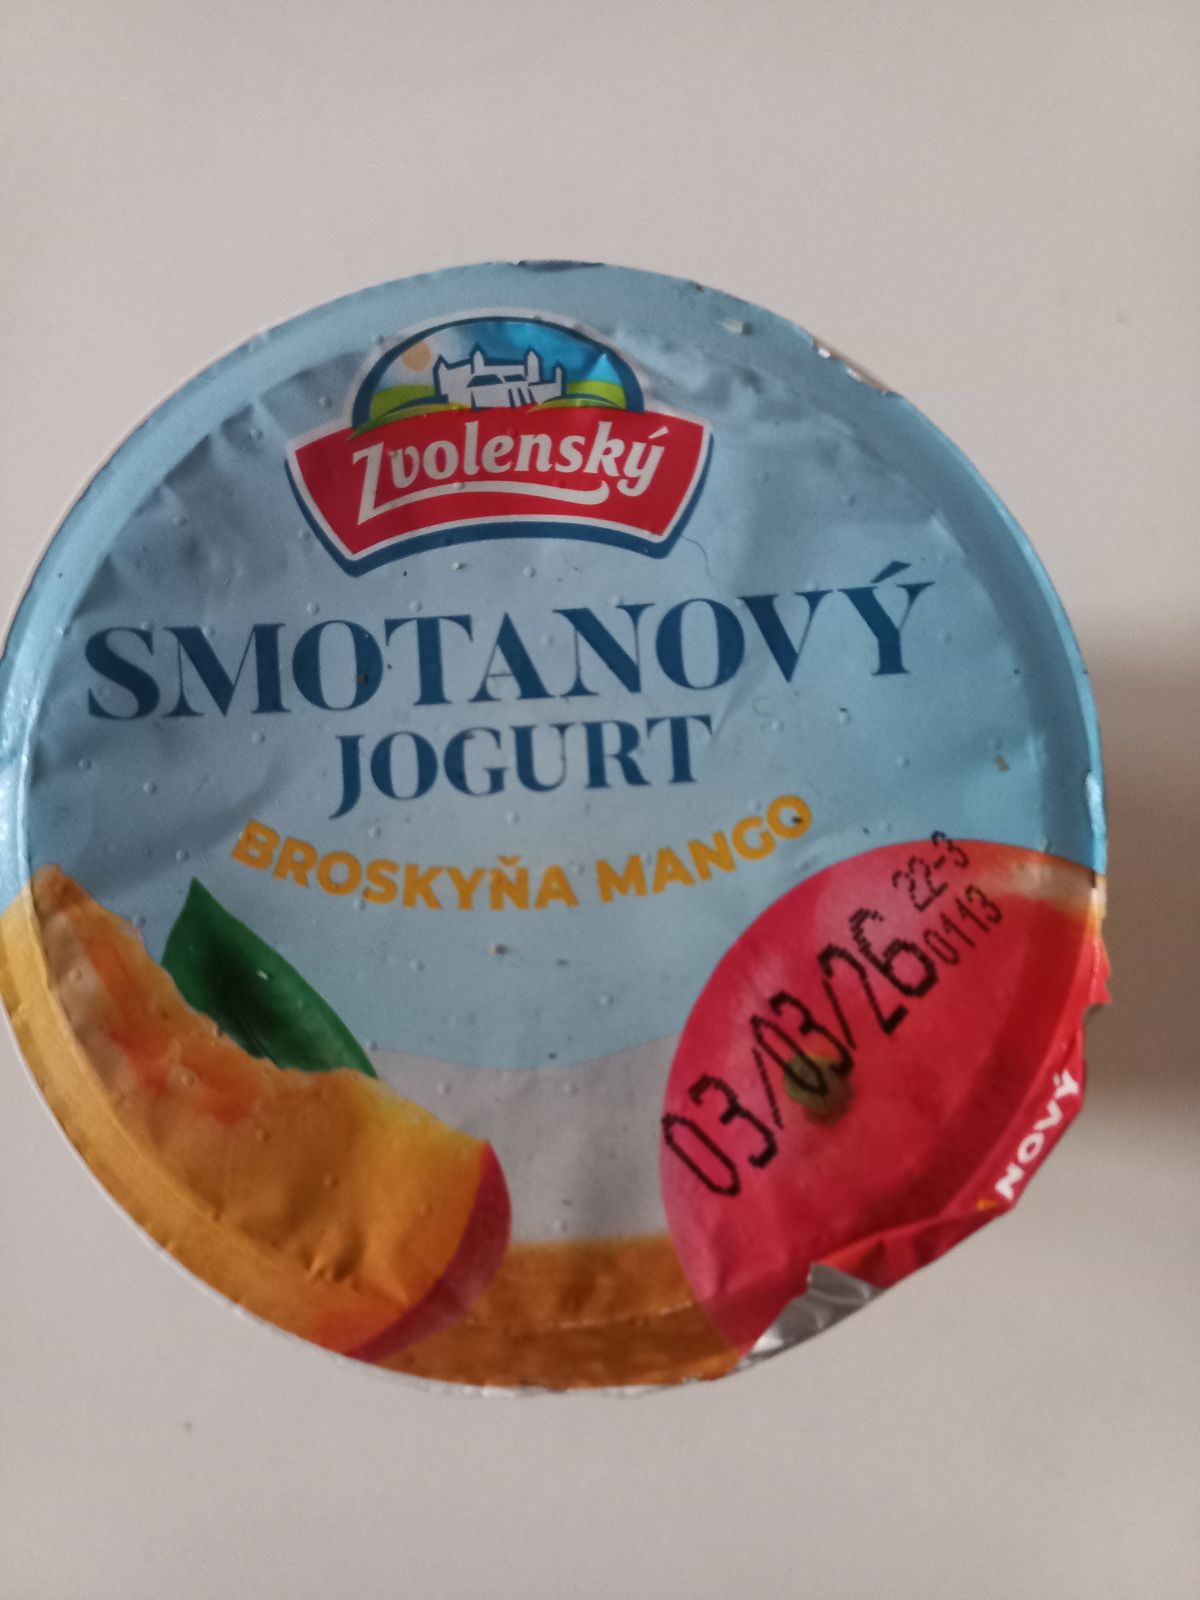 Zvolenský
SMOTANOVÝ
JOGURT
BROSKYŇA MANGO
22-3
0113
03/03/26
NOVÝ